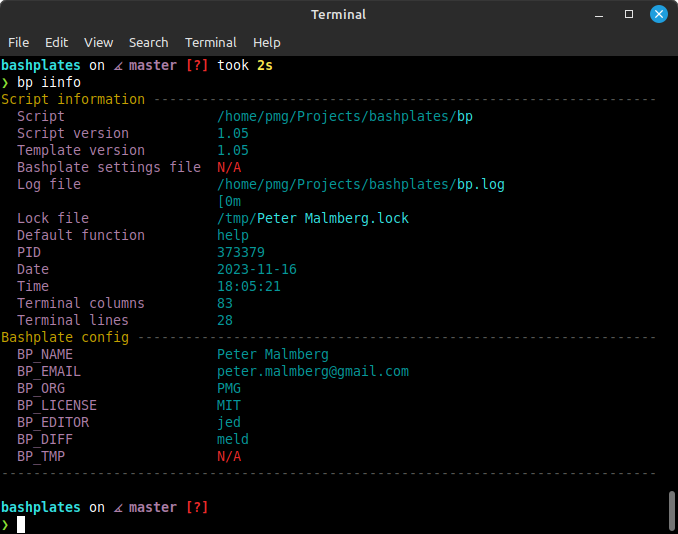 Terminal
File Edit View Search Terminal Help
bashplates on ∡ master [?] took 2s
❯ bp iinfo
Script information ---------------------------------------------------------------
Script /home/pmg/Projects/bashplates/bp
Script version 1.05
Template version 1.05
Bashplate settings file N/A
Log file /home/pmg/Projects/bashplates/bp.log
[0m
Lock file /tmp/Peter Malmberg.lock
Default function help
PID 373379
Date 2023-11-16
Time 18:05:21
Terminal columns 83
Terminal lines 28
Bashplate config -----------------------------------------------------------------
BP_NAME Peter Malmberg
BP_EMAIL peter.malmberg@gmail.com
BP_ORG PMG
BP_LICENSE MIT
BP_EDITOR jed
BP_DIFF meld
BP_TMP N/A
----------------------------------------------------------------------------------
bashplates on ∡ master [?]
❯